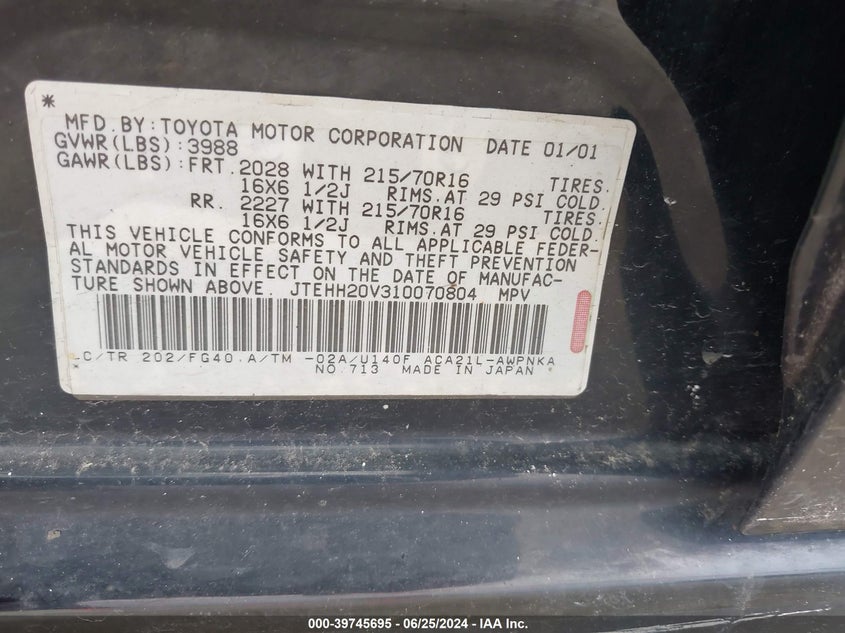 *
MFD. BY: TOYOTA MOTOR CORPORATION DATE 01/01
GVWR(LBS):3988
GAWR(LBS):FRT. 2028 WITH 215/70R16 TIRES.
16X6 1/2J RIMS.AT 29 PSI COLD
RR. 2227 WITH 215/70R16 TIRES.
16X6 1/2J RIMS.AT 29 PSI COLD.
THIS VEHICLE CONFORMS TO ALL APPLICABLE FEDER-
AL MOTOR VEHICLE SAFETY AND THEFT PREVENTION
STANDARDS IN EFFECT ON THE DATE OF MANUFAC-
TURE SHOWN ABOVE. JTEHH20V310070804 MPV
C/TR 202/FG40.A/TM -02A/U140F ACA21L-AWPNKA
NO.713 MADE IN JAPAN
000-39745695 - 06/25/2024 - IAA Inc.